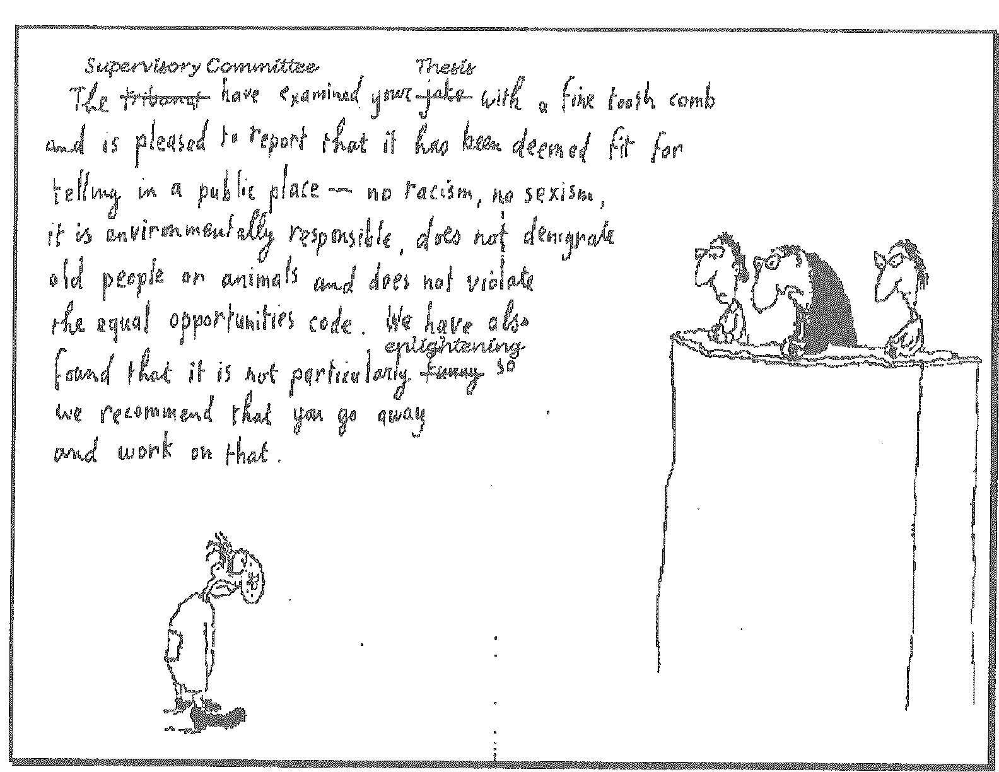 Supervisory Committee Thesis
The tribunal have examined your joke with a fine tooth comb
and is pleased to report that it has been deemed fit for
telling in a public place — no racism, no sexism,
it is environmentally responsible, does not denigrate
old people or animals and does not violate
the equal opportunities code. We have also
enlightening
found that it is not particularly funny so
we recommend that you go away
and work on that.